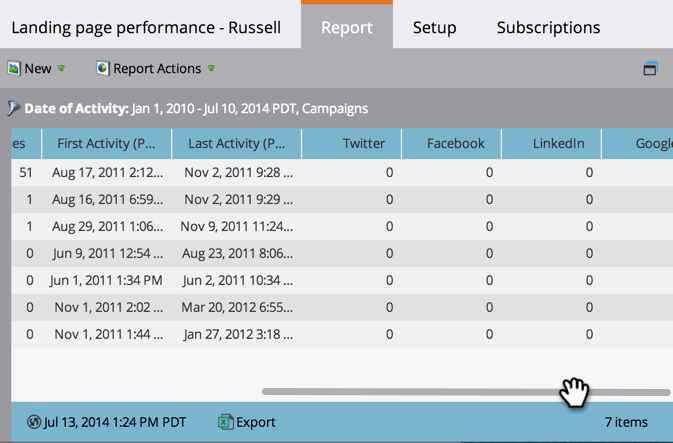 Landing page performance - Russell Report Setup Subscriptions
New Report Actions
Date of Activity: Jan 1, 2010 - Jul 10, 2014 PDT, Campaigns
es First Activity (P... Last Activity (P... Twitter Facebook LinkedIn Google
51 Aug 17, 2011 2:12... Nov 2, 2011 9:28 ... 0 0 0
1 Aug 16, 2011 6:59... Nov 2, 2011 9:29 ... 0 0 0
1 Aug 29, 2011 1:06... Nov 9, 2011 11:24... 0 0 0
0 Jun 9, 2011 12:54 ... Aug 23, 2011 8:06... 0 0 0
0 Jun 1, 2011 1:34 PM Jun 2, 2011 10:34 ... 0 0 0
0 Nov 1, 2011 2:02 ... Mar 20, 2012 6:55... 0 0 0
0 Nov 1, 2011 1:44 ... Jan 27, 2012 3:18 ... 0 0 0
Jul 13, 2014 1:24 PM PDT Export 7 items